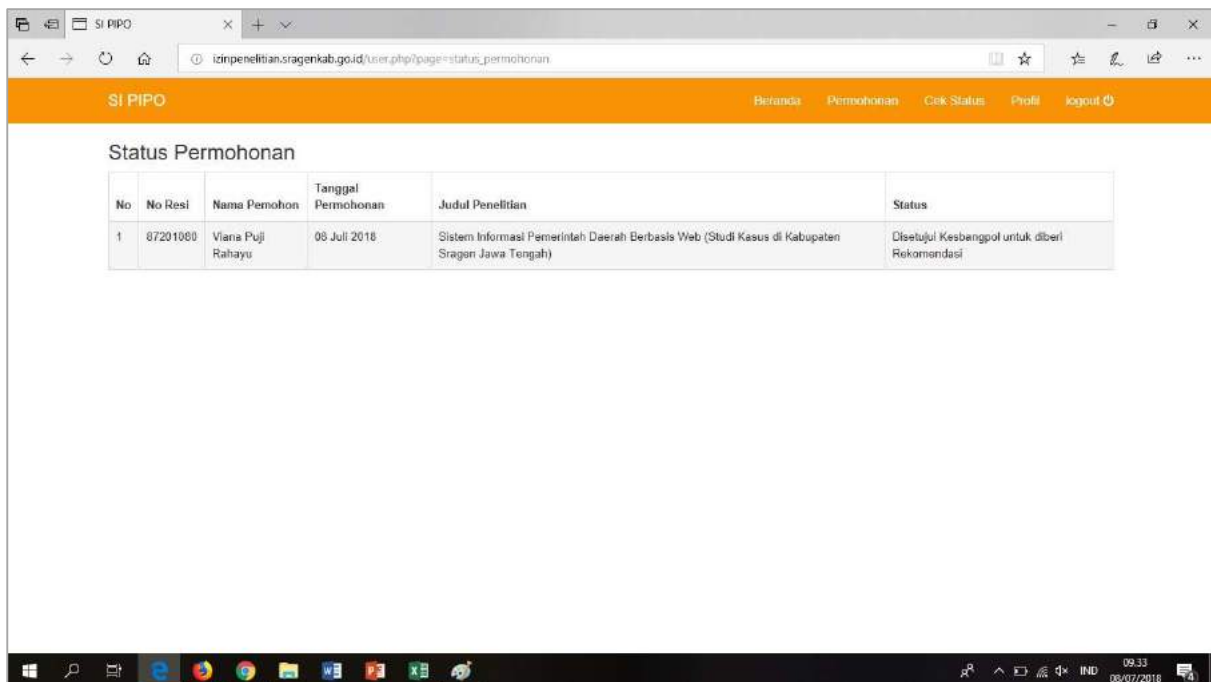 SI PIPO
izinpenelitian.sragenkab.go.id/user.php?page=status_permohonan
SI PIPO
Beranda Permohonan Cek Status Profil logout
Status Permohonan
No No Resi Nama Pemohon Tanggal Permohonan Judul Penelitian Status
1 87201080 Viana Puji Rahayu 08 Juli 2018 Sistem Informasi Pemerintah Daerah Berbasis Web (Studi Kasus di Kabupaten Sragen Jawa Tengah) Disetujui Kesbangpol untuk diberi Rekomendasi
IND
09.33
08/07/2018